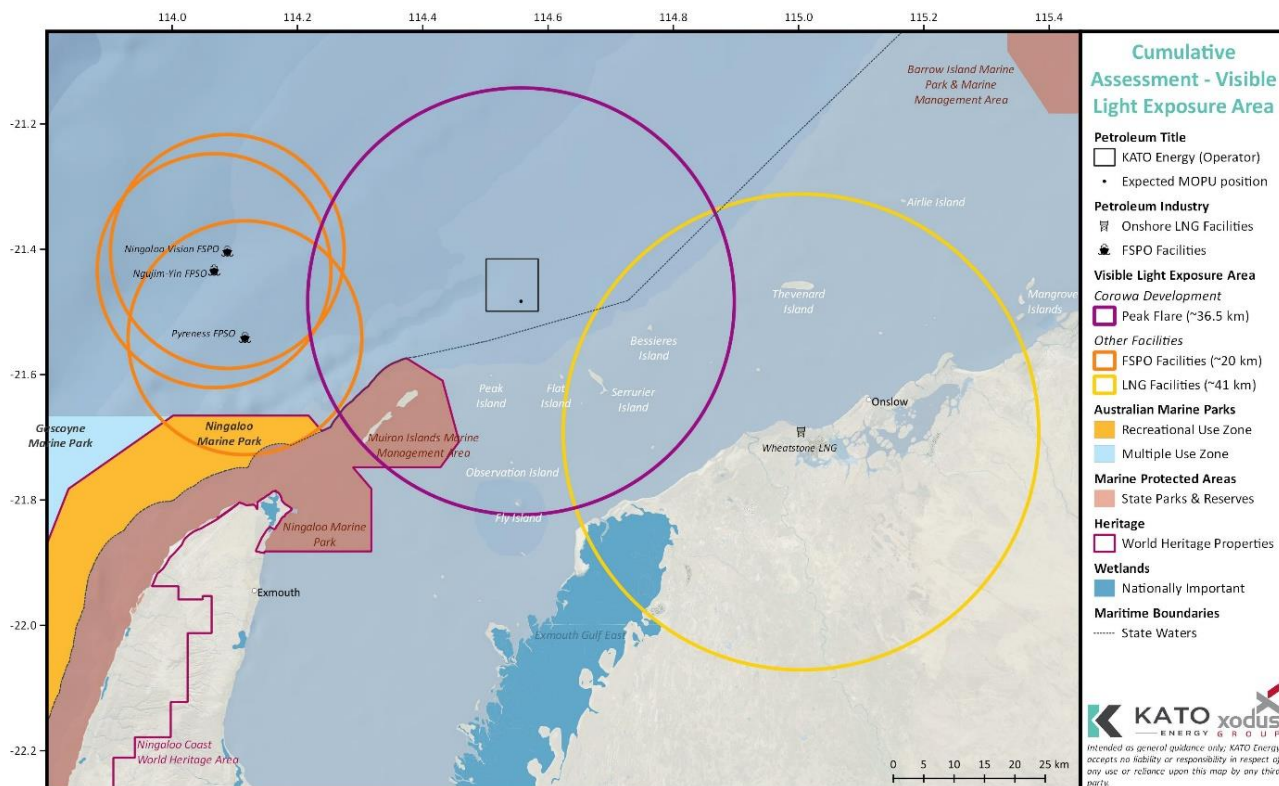 114.0 114.2 114.4 114.6 114.8 115.0 115.2 115.4
-21.2
-21.4
-21.6
-21.8
-22.0
-22.2
Barrow Island Marine
Park & Marine
Management Area
Airlie Island
Ningaloo Vision FSPO
Ngujim-Yin FPSO
Pyreness FPSO
Thevenard
Island
Mangrove
Islands
Bessieres
Island
Peak
Island
Flat
Island
Serrurier
Island
Onslow
Wheatstone LNG
Gascoyne
Marine Park
Ningaloo
Marine Park
Muiron Islands Marine
Management Area
Observation Island
Fly Island
Ningaloo Marine
Park
Exmouth
Exmouth Gulf East
Ningaloo Coast
World Heritage Area
0 5 10 15 20 25 km
Cumulative
Assessment - Visible
Light Exposure Area
Petroleum Title
KATO Energy (Operator)
Expected MOPU position
Petroleum Industry
Onshore LNG Facilities
FSPO Facilities
Visible Light Exposure Area
Corowa Development
Peak Flare (~36.5 km)
Other Facilities
FSPO Facilities (~20 km)
LNG Facilities (~41 km)
Australian Marine Parks
Recreational Use Zone
Multiple Use Zone
Marine Protected Areas
State Parks & Reserves
Heritage
World Heritage Properties
Wetlands
Nationally Important
Maritime Boundaries
State Waters
KATO
ENERGY
xodus
GROUP
Intended as general guidance only; KATO Energy
accepts no liability or responsibility in respect of
any use or reliance upon this map by any third
party.